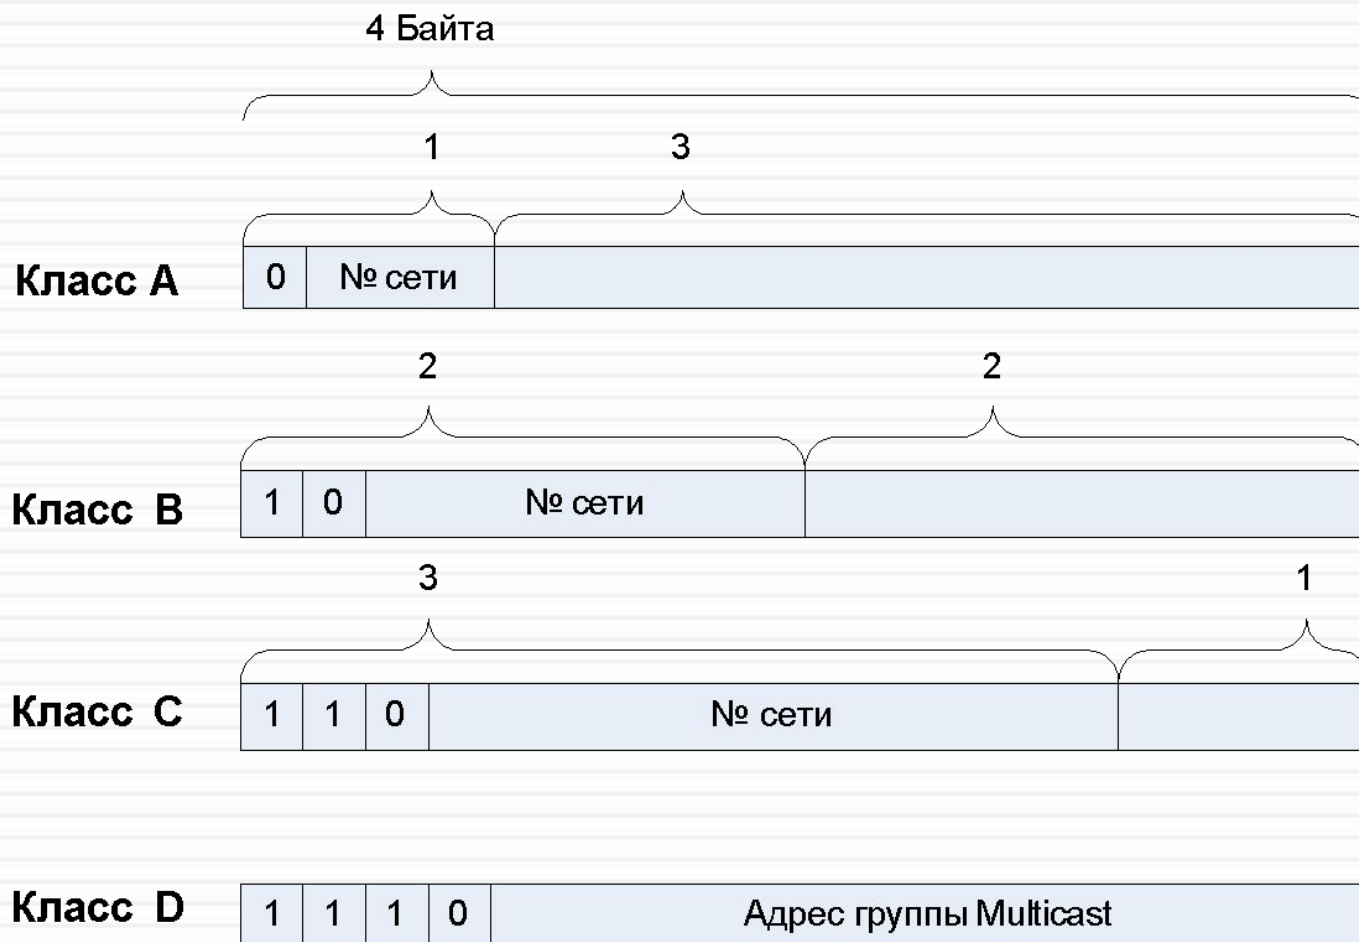 4 Байта
1 3
Класс A 0 № сети
2 2
Класс B 1 0 № сети
3 1
Класс C 1 1 0 № сети
Класс D 1 1 1 0 Адрес группы Multicast